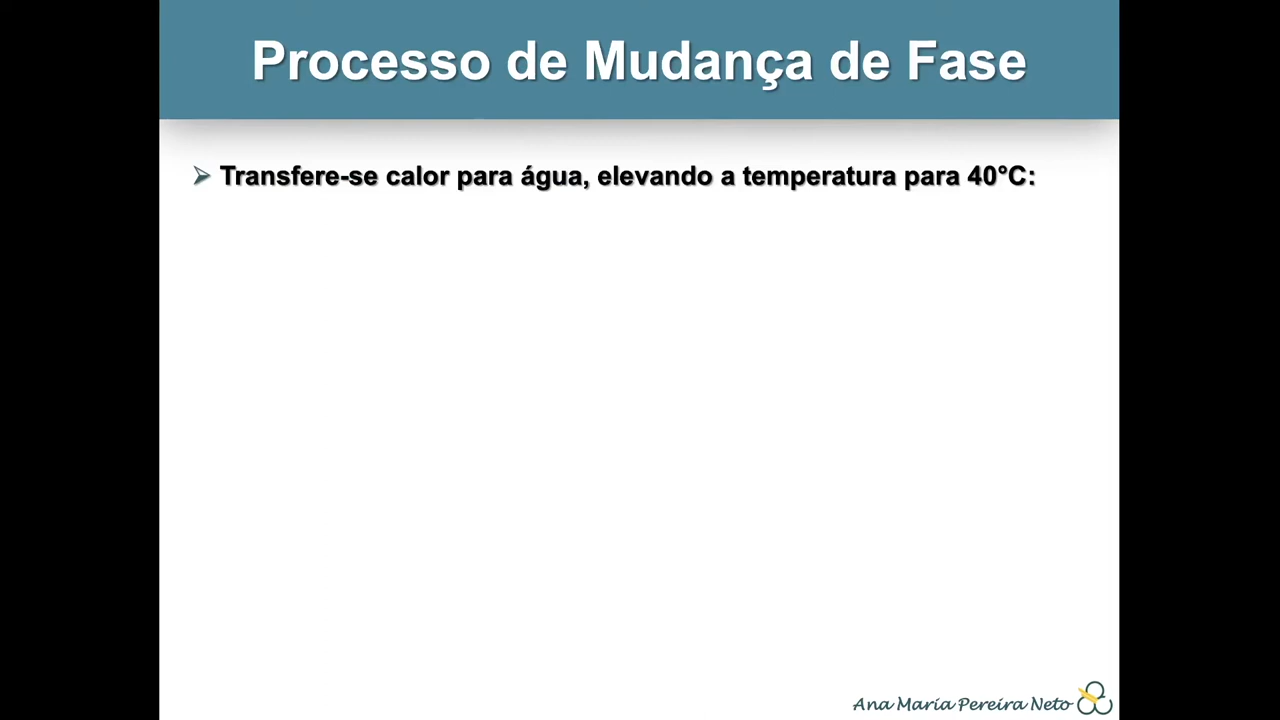 Processo de Mudança de Fase
Transfere-se calor para água, elevando a temperatura para 40°C:
Ana Maria Pereira Neto